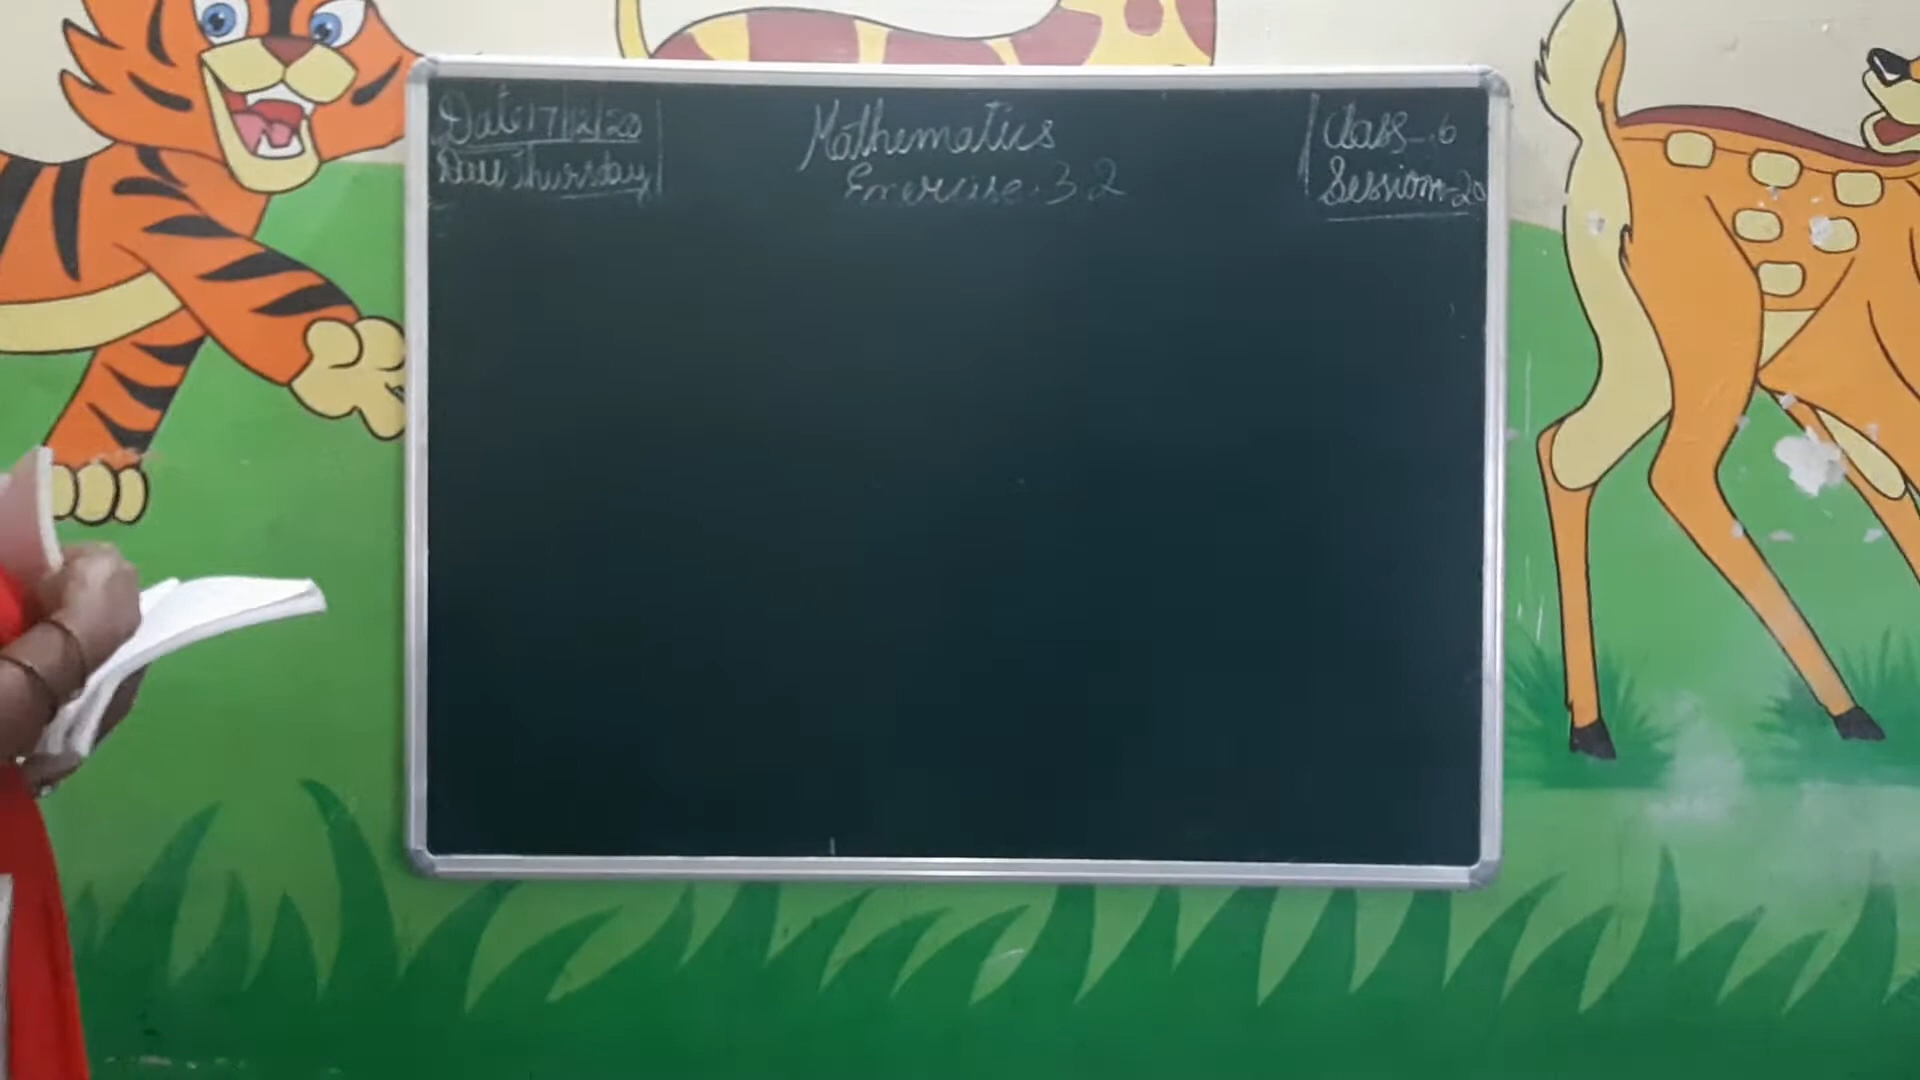 Date 17/12/20
Day Thursday
Mathematics
Exercise. 3.2
Class - 6
Session - 20